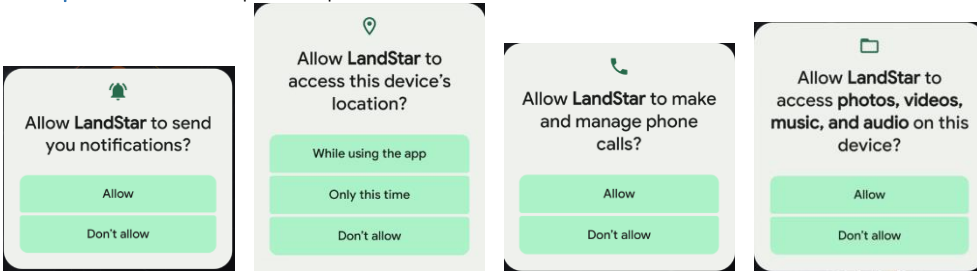 Allow LandStar to send
you notifications?
Allow
Don't allow
Allow LandStar to
access this device's
location?
While using the app
Only this time
Don't allow
Allow LandStar to make
and manage phone
calls?
Allow
Don't allow
Allow LandStar to
access photos, videos,
music, and audio on this
device?
Allow
Don't allow